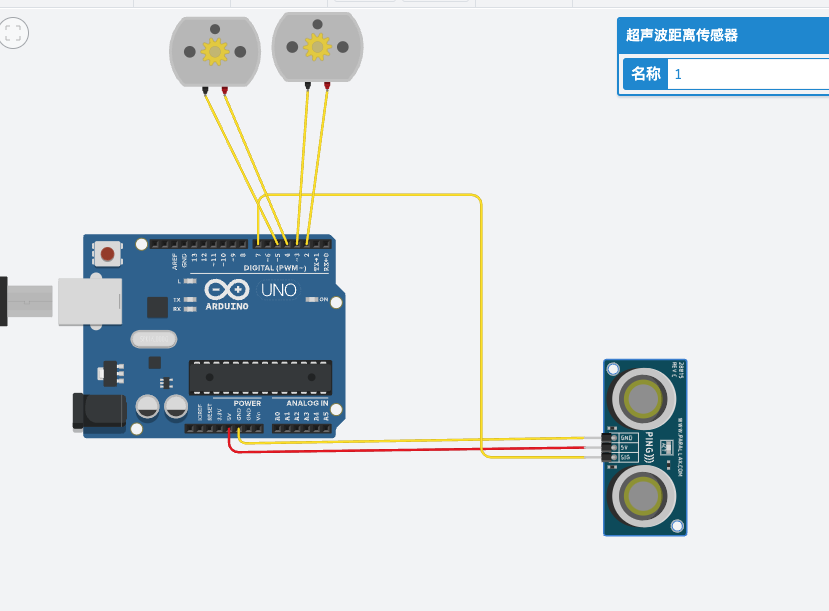 超声波距离传感器
名称 1
AREF
GND
13
12
~11
~10
~9
8
7
~6
~5
4
~3
2
TX→1
RX←0
DIGITAL (PWM~)
L
TX
RX
ARDUINO
UNO
ON
POWER
ANALOG IN
IOREF
RESET
3.3V
5V
GND
GND
Vin
A0
A1
A2
A3
A4
A5
28015
REV C
WWW.PARALLAX.COM
PING)))
GND
5V
SIG